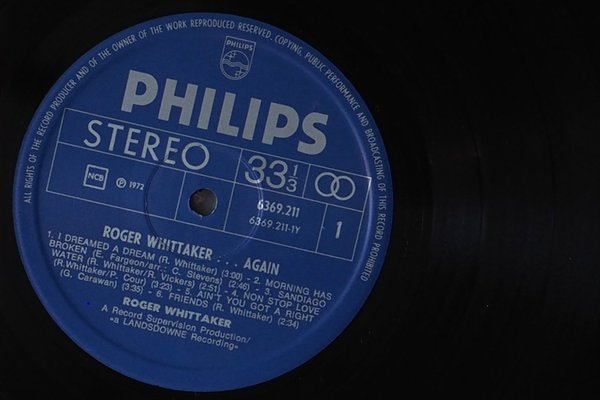 ALL RIGHTS OF THE RECORD PRODUCER AND OF THE OWNER OF THE WORK REPRODUCED RESERVED. COPYING, PUBLIC PERFORMANCE AND BROADCASTING OF THIS RECORD PROHIBITED
PHILIPS
PHILIPS
STEREO
33 1/3
NCB
℗ 1972
6369.211
6369.211-1Y
1
ROGER WHITTAKER . . . AGAIN
1. I DREAMED A DREAM (R. Whittaker) (3:00) - 2. MORNING HAS
BROKEN (E. Fargeon/arr.: C. Stevens) (2:46) - 3. SANDIAGO
WATER (R. Whittaker/R. Vickers) (2:51) - 4. NON STOP LOVE
(R.Whittaker/P. Cour) (3:23) - 5. AIN'T YOU GOT A RIGHT
(G. Carawan) (3:35) - 6. FRIENDS (R. Whittaker) (2:34)
ROGER WHITTAKER
A Record Supervision Production/
«a LANDSDOWNE Recording»